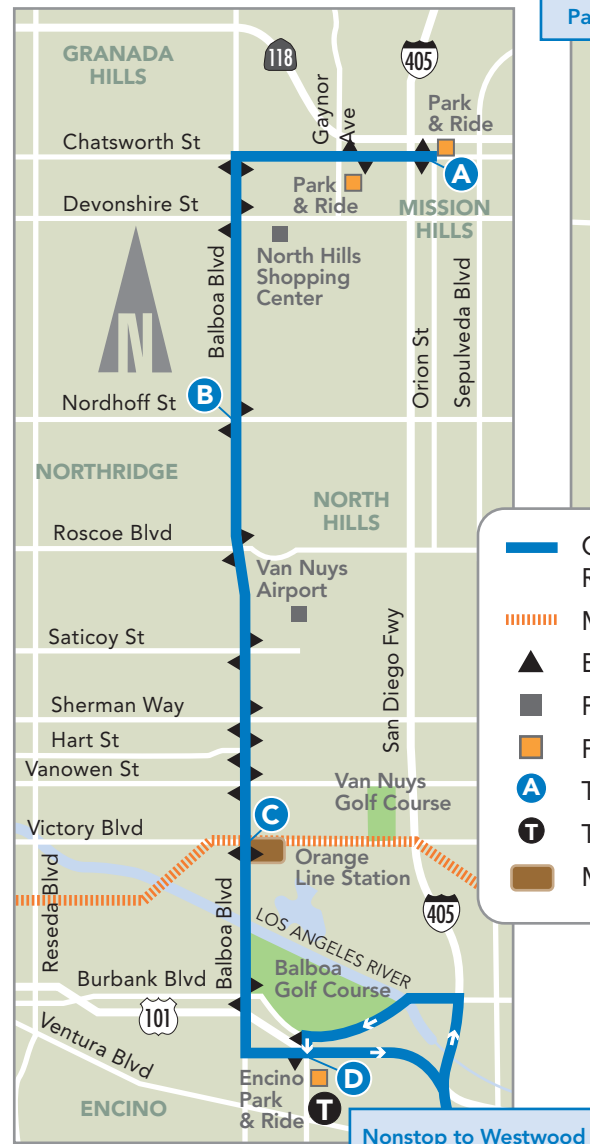 Pa
GRANADA
HILLS
118
405
Gaynor
Ave
Park
& Ride
Chatsworth St
A
Park
& Ride
Devonshire St
MISSION
HILLS
North Hills
Shopping
Center
N
Balboa Blvd
Orion St
Sepulveda Blvd
B
Nordhoff St
NORTHRIDGE
NORTH
HILLS
Roscoe Blvd
Van Nuys
Airport
Saticoy St
San Diego Fwy
Sherman Way
Hart St
Vanowen St
Van Nuys
Golf Course
C
Victory Blvd
Orange
Line Station
Reseda Blvd
Balboa Blvd
405
LOS ANGELES RIVER
Balboa
Golf Course
Burbank Blvd
101
Ventura Blvd
Encino
Park
& Ride
D
T
ENCINO
Nonstop to Westwood
R
M
F
A
T
T
T
M